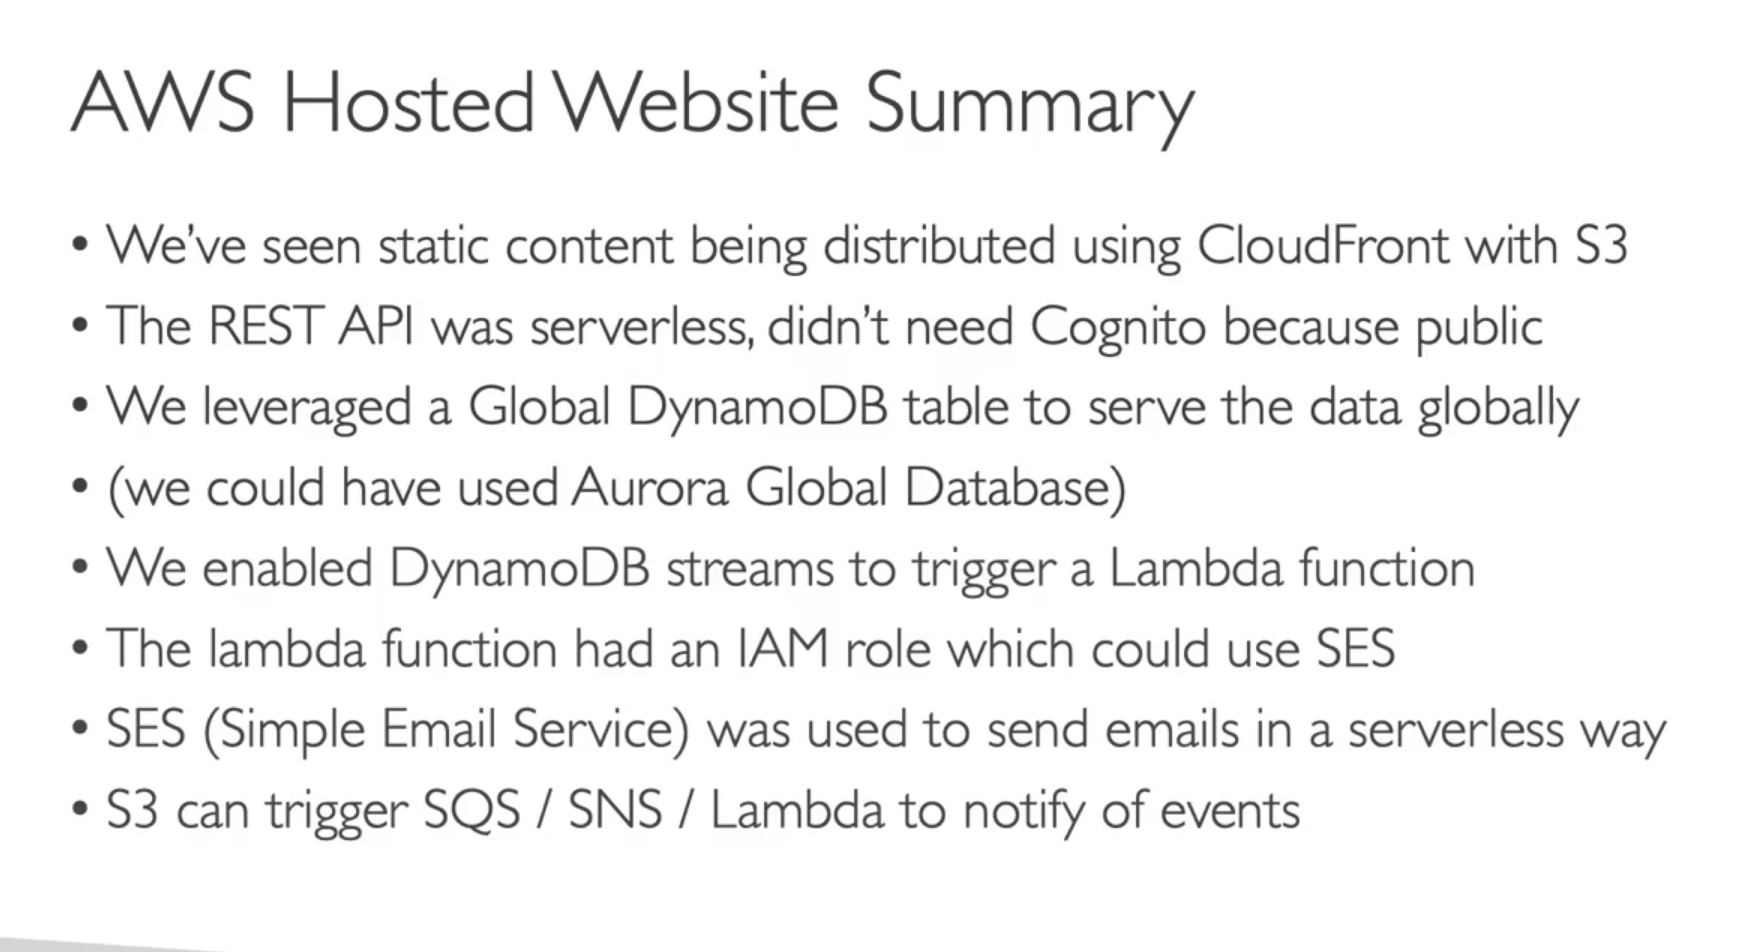 AWS Hosted Website Summary
• We’ve seen static content being distributed using CloudFront with S3
• The REST API was serverless, didn’t need Cognito because public
• We leveraged a Global DynamoDB table to serve the data globally
• (we could have used Aurora Global Database)
• We enabled DynamoDB streams to trigger a Lambda function
• The lambda function had an IAM role which could use SES
• SES (Simple Email Service) was used to send emails in a serverless way
• S3 can trigger SQS / SNS / Lambda to notify of events